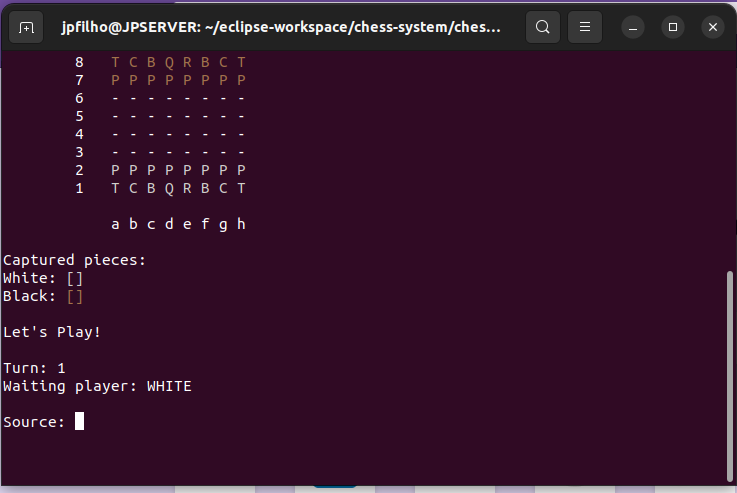 jpfilho@JPSERVER: ~/eclipse-workspace/chess-system/ches…
8 T C B Q R B C T
7 P P P P P P P P
6 - - - - - - - -
5 - - - - - - - -
4 - - - - - - - -
3 - - - - - - - -
2 P P P P P P P P
1 T C B Q R B C T
a b c d e f g h
Captured pieces:
White: []
Black: []
Let's Play!
Turn: 1
Waiting player: WHITE
Source: